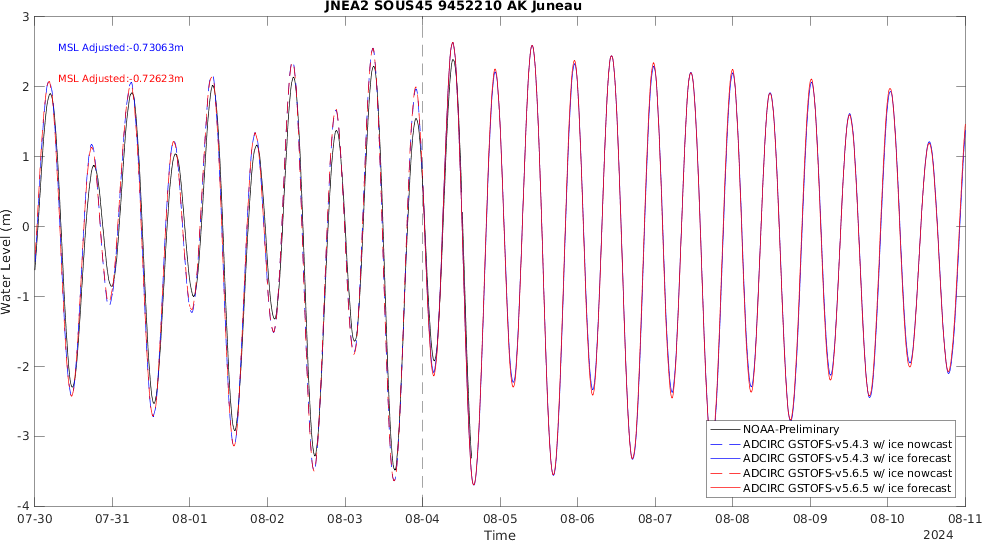 JNEA2 SOUS45 9452210 AK Juneau
3
MSL Adjusted:-0.73063m
MSL Adjusted:-0.72623m
2
1
0
-1
-2
-3
-4
Water Level (m)
NOAA-Preliminary
ADCIRC GSTOFS-v5.4.3 w/ ice nowcast
ADCIRC GSTOFS-v5.4.3 w/ ice forecast
ADCIRC GSTOFS-v5.6.5 w/ ice nowcast
ADCIRC GSTOFS-v5.6.5 w/ ice forecast
07-30 07-31 08-01 08-02 08-03 08-04 08-05 08-06 08-07 08-08 08-09 08-10 08-11
Time
2024